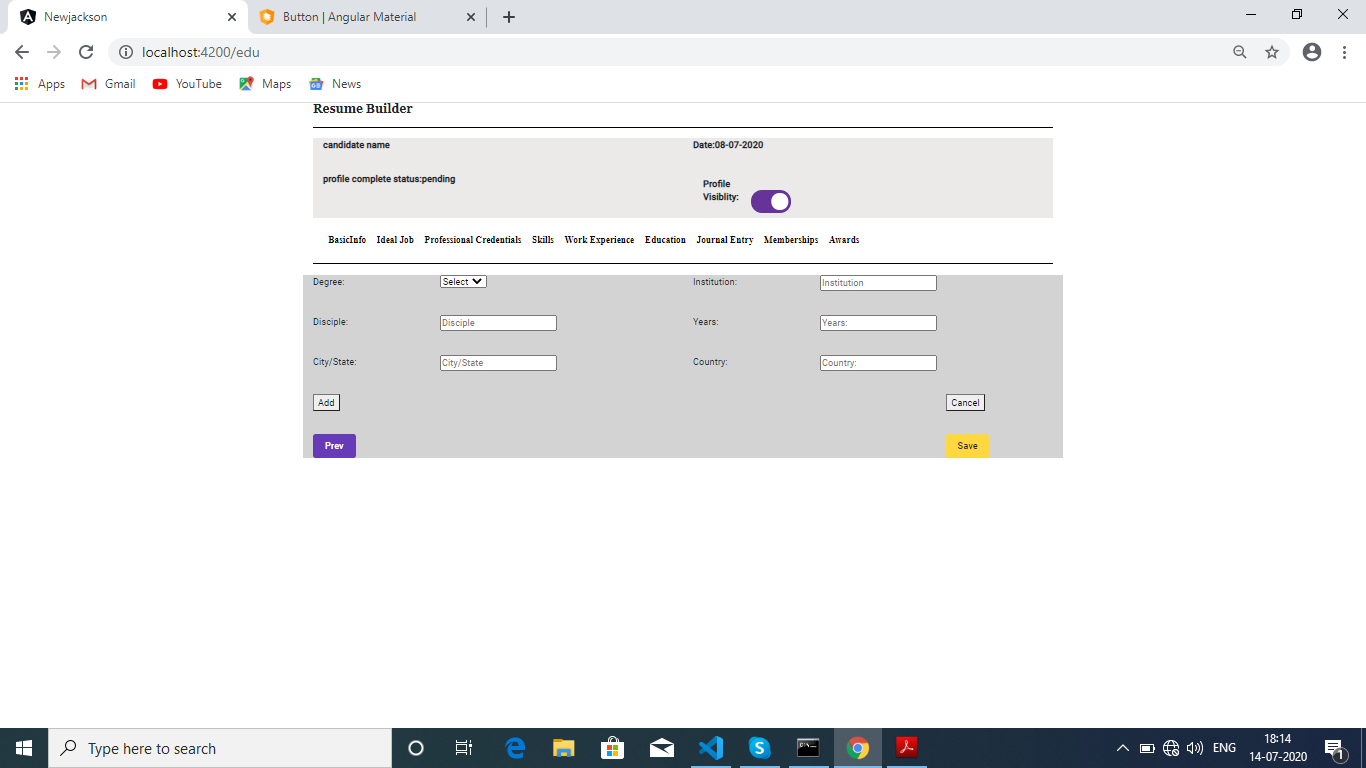 Newjackson
Button | Angular Material
localhost:4200/edu
Apps Gmail YouTube Maps News
Resume Builder
candidate name Date:08-07-2020
profile complete status:pending Profile
Visiblity:
BasicInfo Ideal Job Professional Credentials Skills Work Experience Education Journal Entry Memberships Awards
Degree: Select Institution: Institution
Disciple: Disciple Years: Years:
City/State: City/State Country: Country:
Add Cancel
Prev Save
Type here to search
ENG
18:14
14-07-2020
1